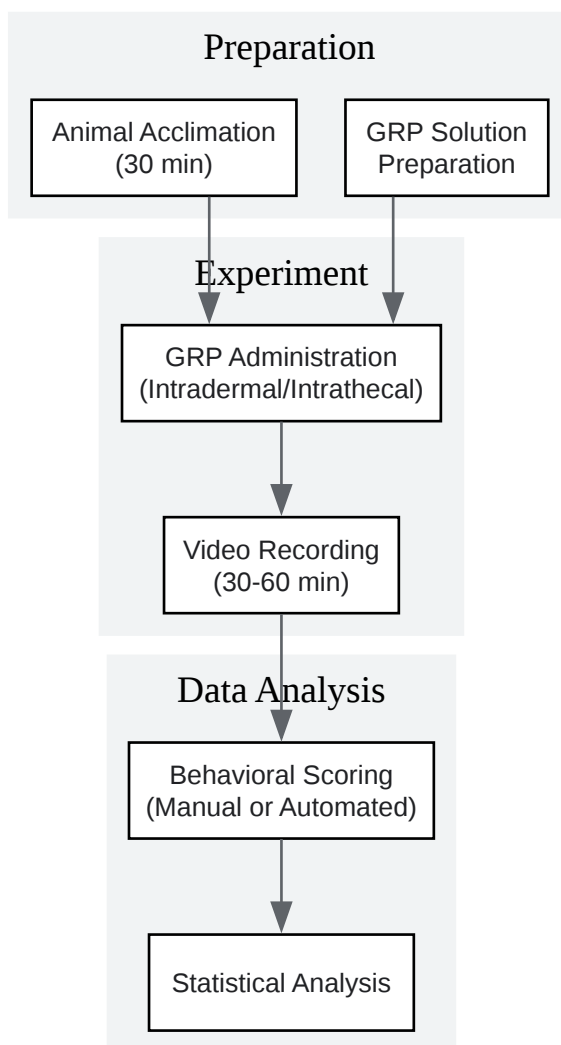 Preparation
Animal Acclimation
(30 min)
GRP Solution
Preparation
Experiment
GRP Administration
(Intradermal/Intrathecal)
Video Recording
(30-60 min)
Data Analysis
Behavioral Scoring
(Manual or Automated)
Statistical Analysis